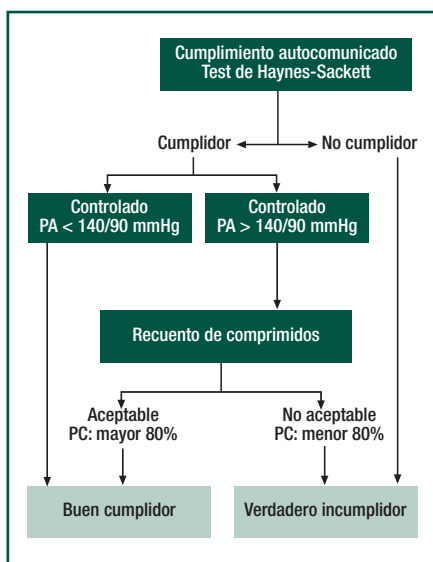 Cumplimiento autocomunicado
Test de Haynes-Sackett
Cumplidor
No cumplidor
Controlado
PA < 140/90 mmHg
Controlado
PA > 140/90 mmHg
Recuento de comprimidos
Aceptable
PC: mayor 80%
No aceptable
PC: menor 80%
Buen cumplidor
Verdadero incumplidor